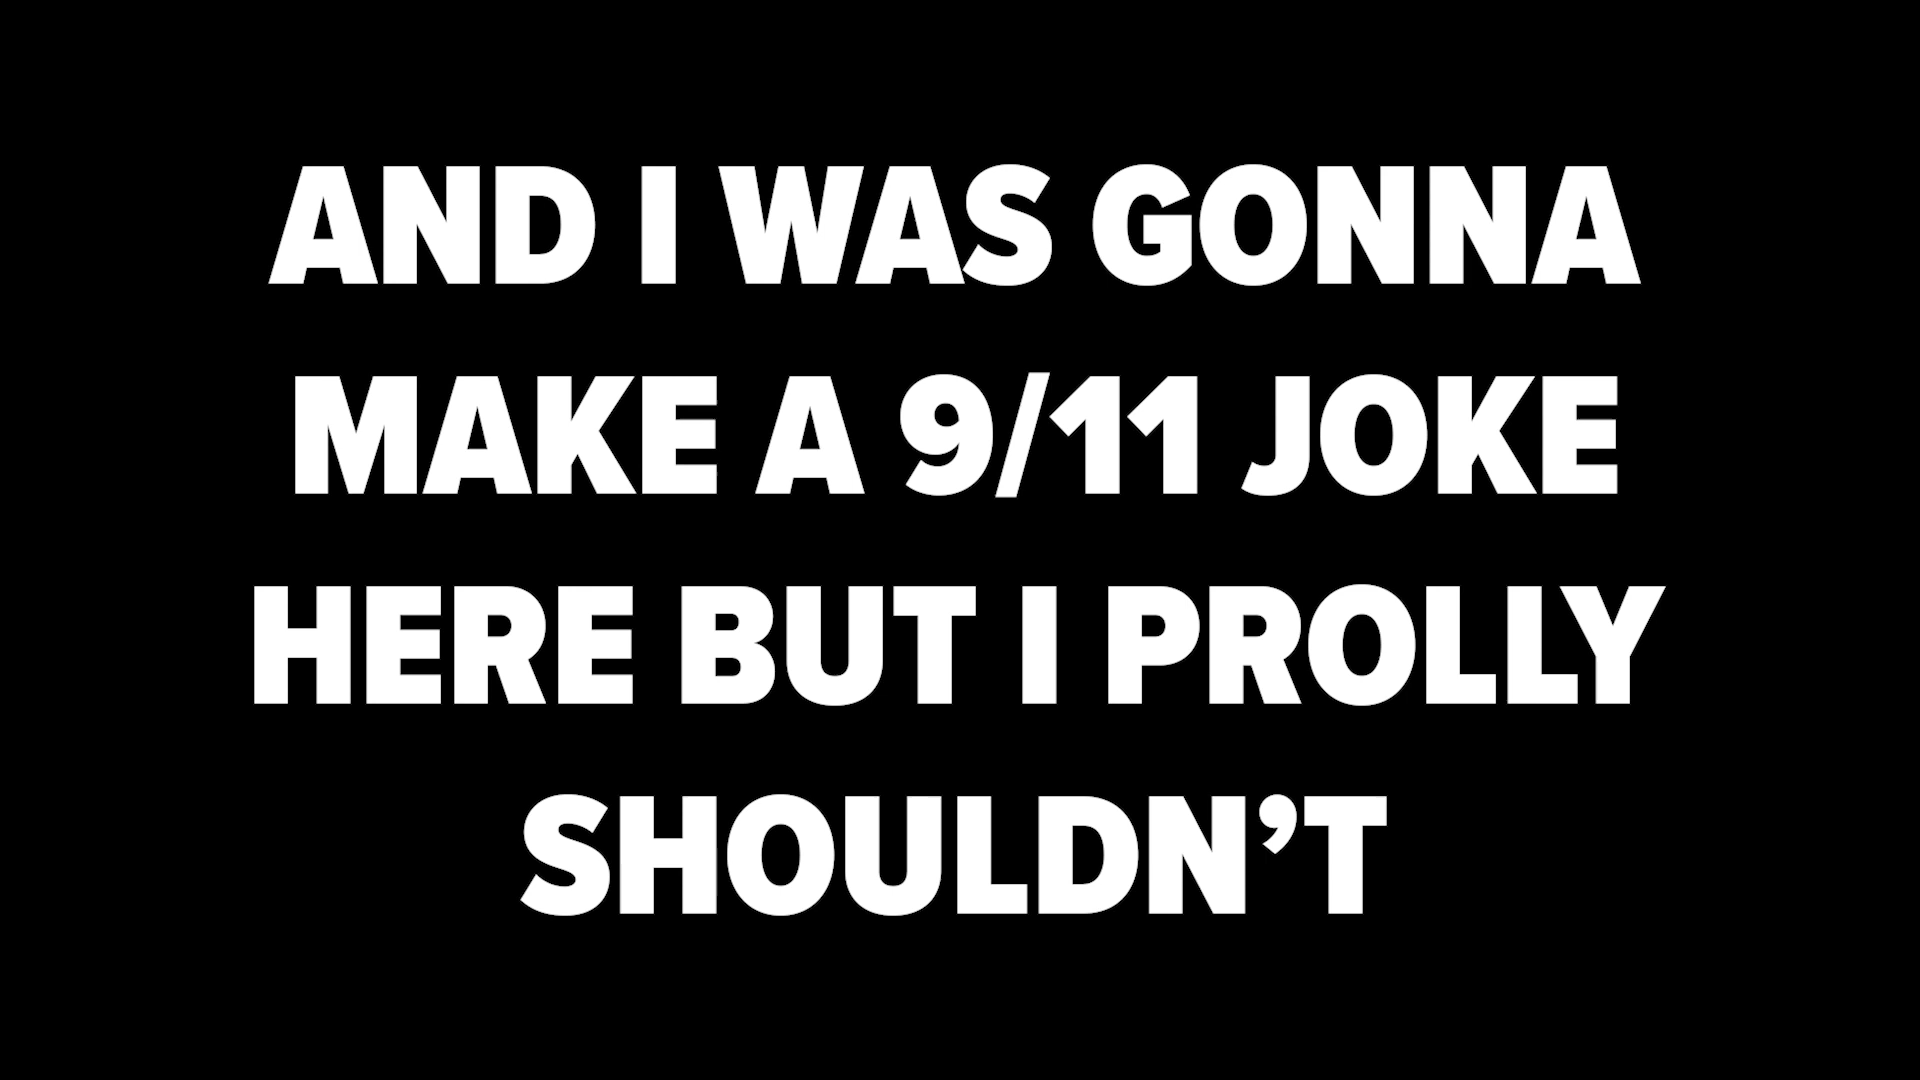 AND I WAS GONNA
MAKE A 9/11 JOKE
HERE BUT I PROLLY
SHOULDN’T